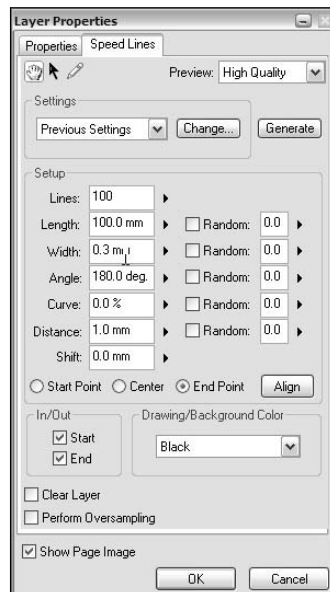 Layer Properties
Properties Speed Lines
Preview: High Quality
Settings
Previous Settings Change... Generate
Setup
Lines: 100
Length: 100.0 mm Random: 0.0
Width: 0.3 mm Random: 0.0
Angle: 180.0 deg. Random: 0.0
Curve: 0.0 % Random: 0.0
Distance: 1.0 mm Random: 0.0
Shift: 0.0 mm
Start Point Center End Point Align
In/Out Drawing/Background Color
Start
Black
End
Clear Layer
Perform Oversampling
Show Page Image
OK Cancel